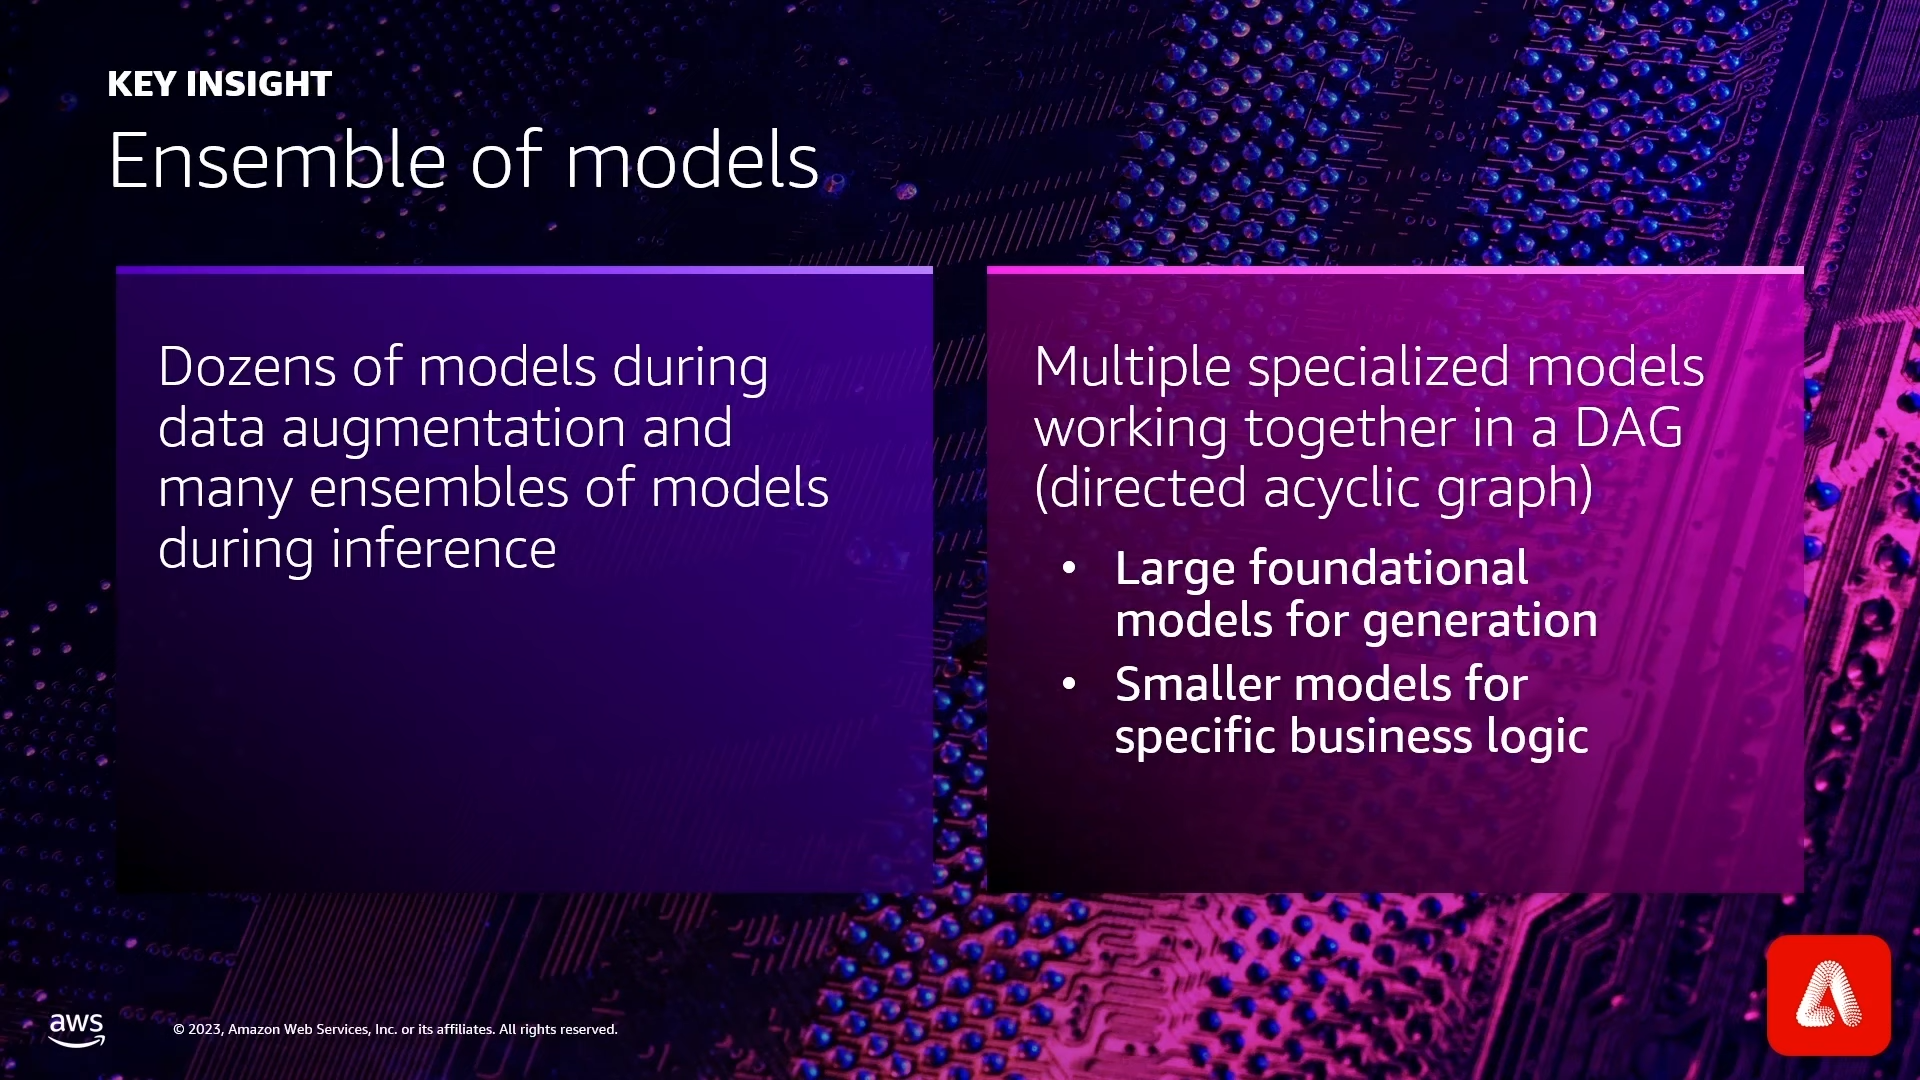 KEY INSIGHT
Ensemble of models
Dozens of models during
data augmentation and
many ensembles of models
during inference
Multiple specialized models
working together in a DAG
(directed acyclic graph)
• Large foundational
models for generation
• Smaller models for
specific business logic
aws
© 2023, Amazon Web Services, Inc. or its affiliates. All rights reserved.